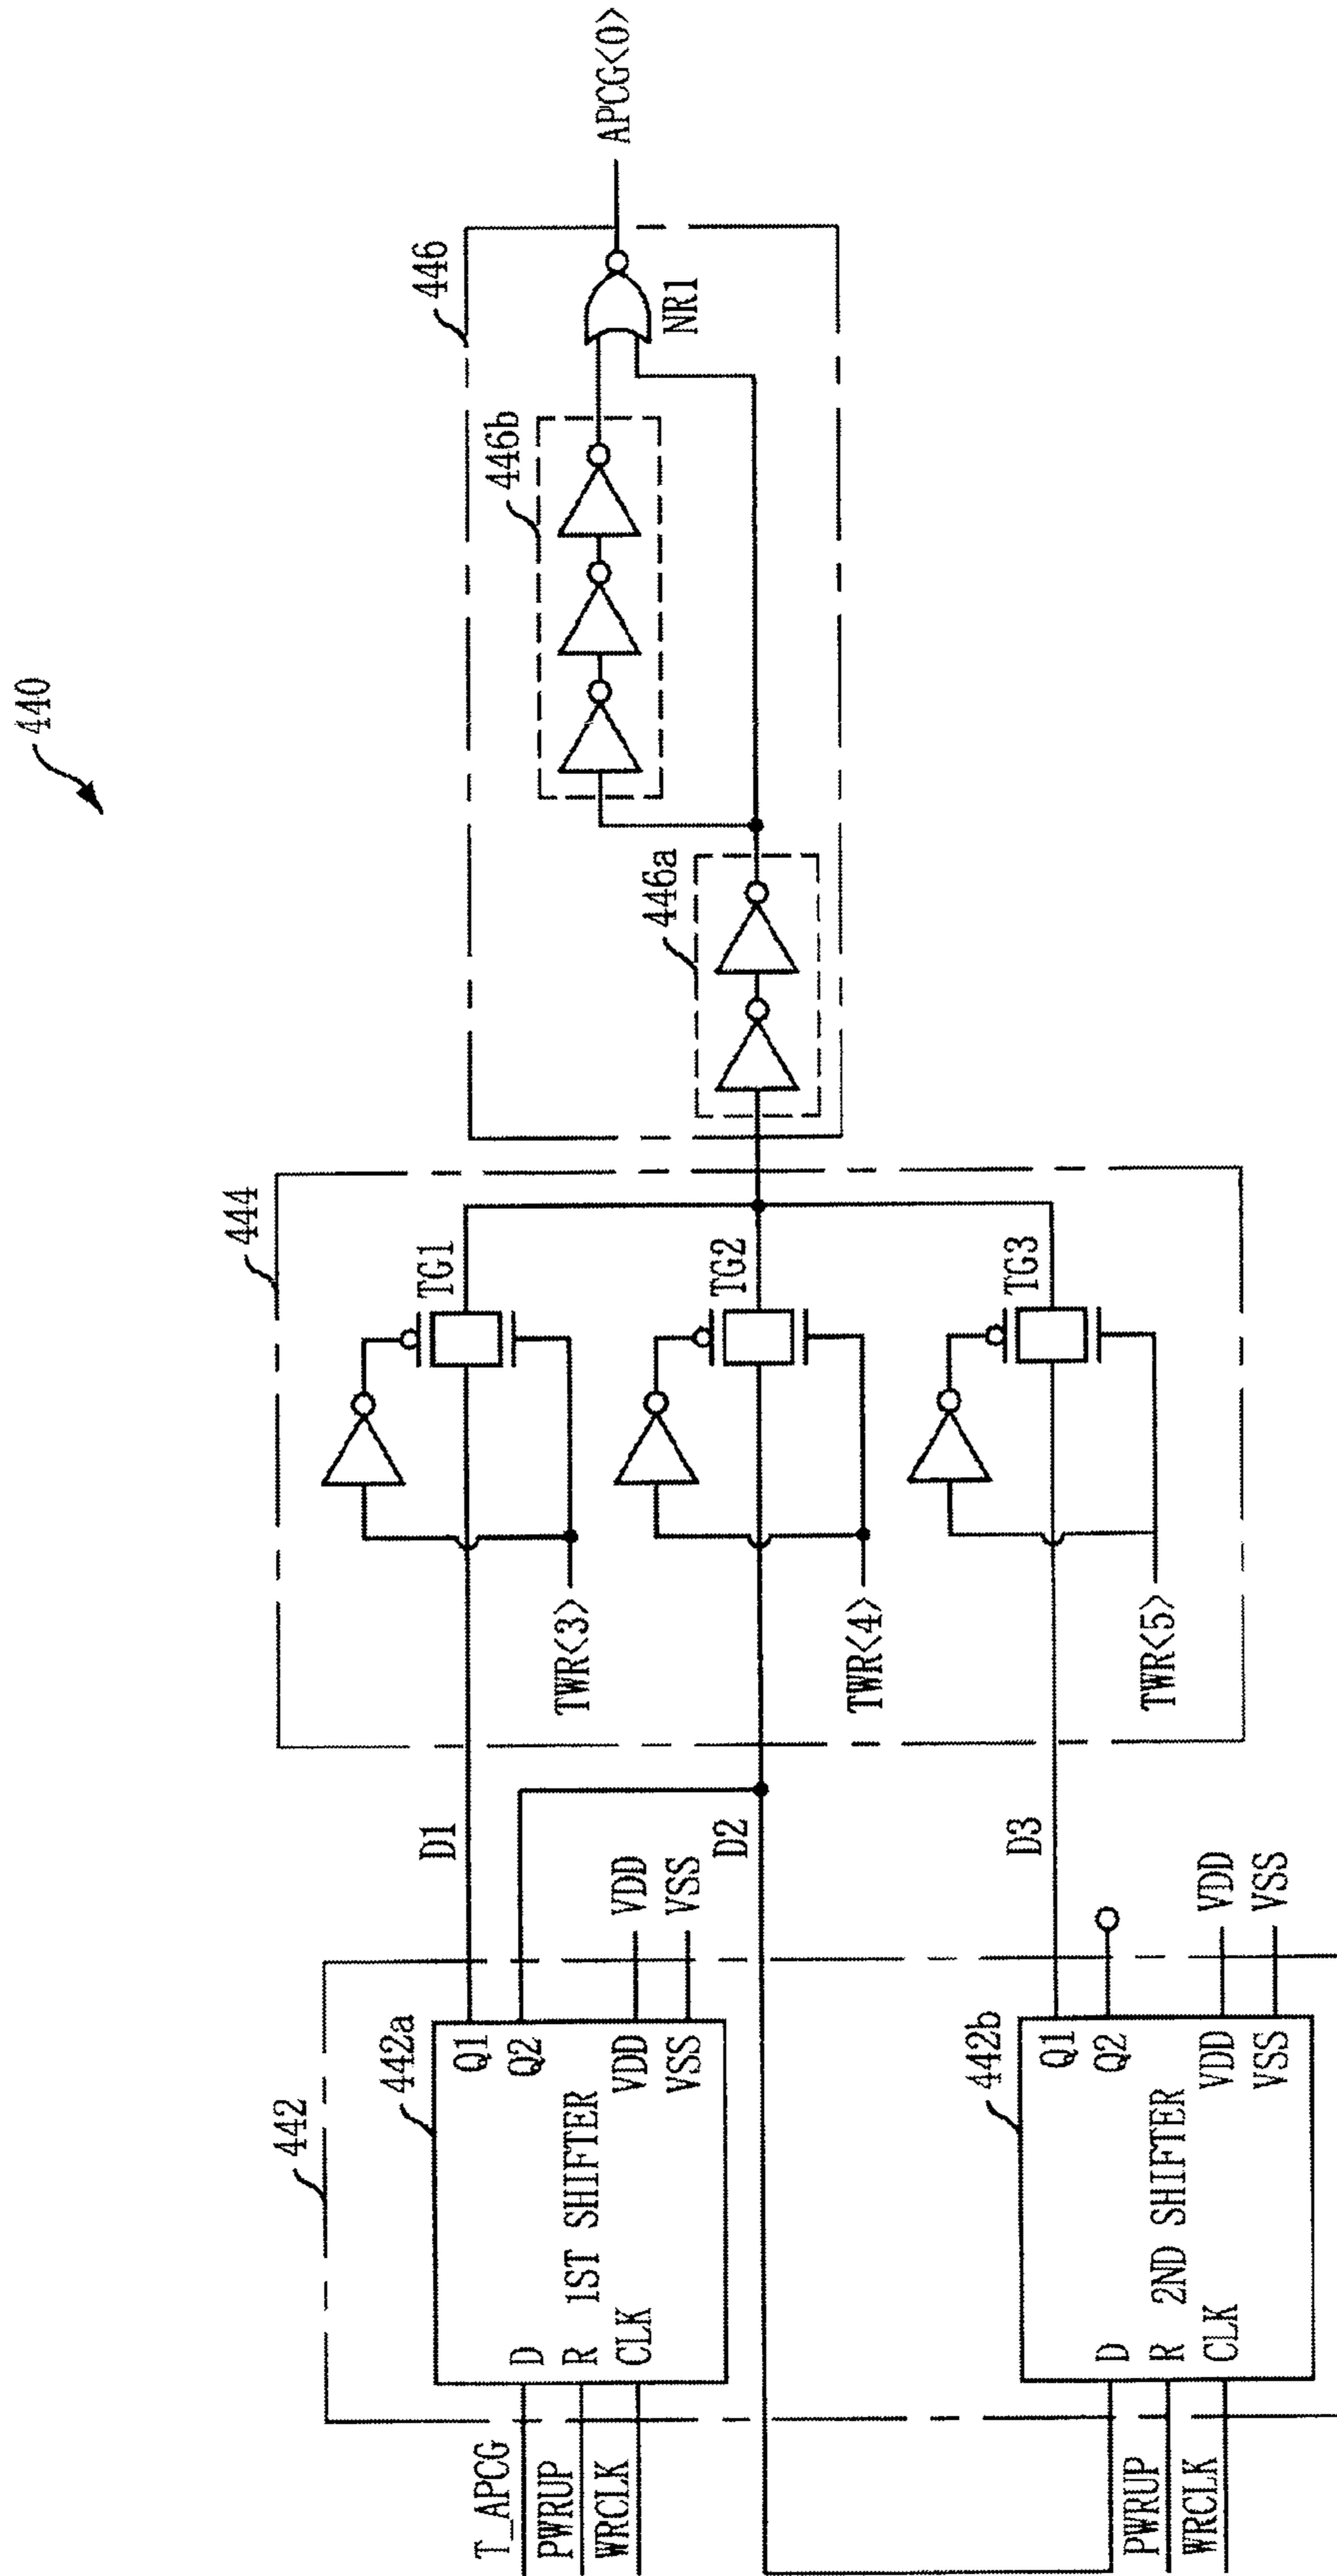 440
442
T_APCG
PWRUP
WRCLK
D
R
CLK
1ST SHIFTER
442a
Q1
Q2
VDD
VSS
VDD
VSS
PWRUP
WRCLK
D
R
CLK
2ND SHIFTER
442b
Q1
Q2
VDD
VSS
VDD
VSS
D1
D2
D3
444
TWR<3>
TG1
TWR<4>
TG2
TWR<5>
TG3
446
446a
446b
NR1
APCG<0>